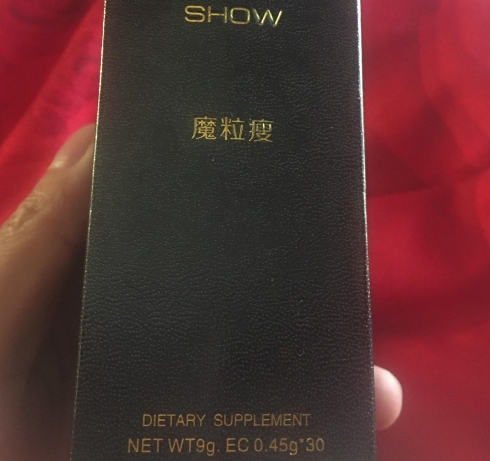 SHOW
魔粒瘦
DIETARY SUPPLEMENT
NET WT9g. EC 0.45g*30